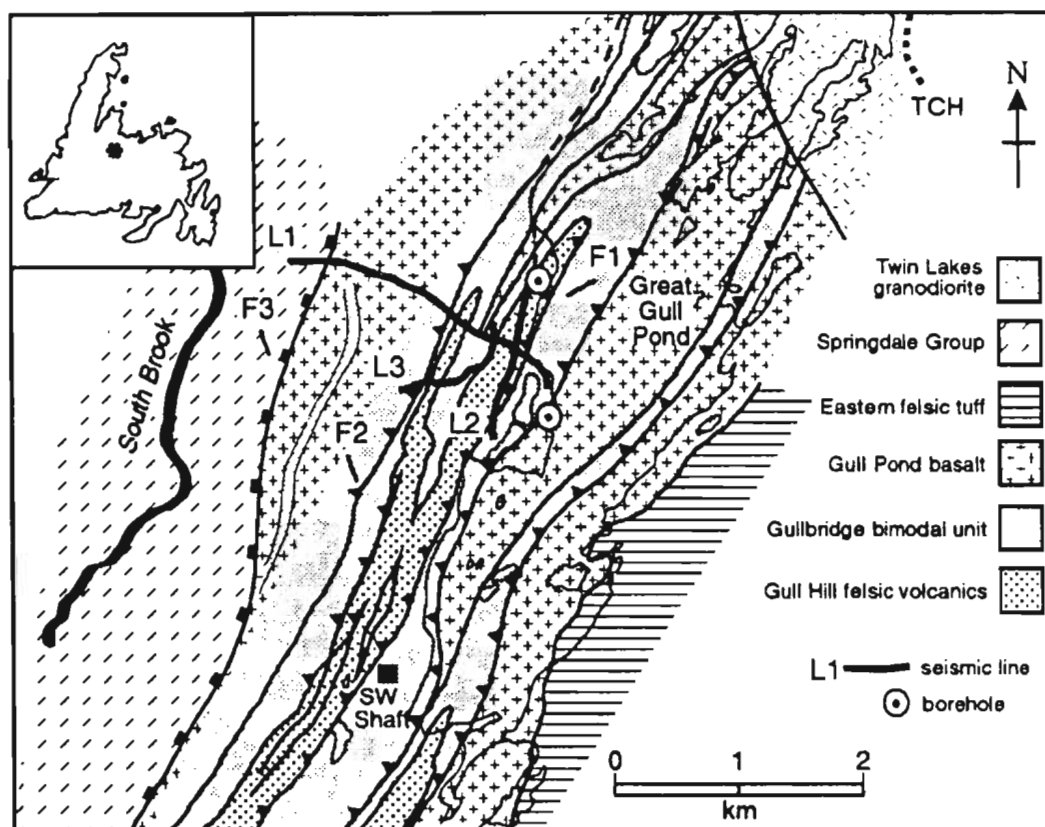 N
TCH
L1
F3
South Brook
L3
F2
L2
F1
Great
Gull
Pond
SW
Shaft
Twin Lakes
granodiorite
Springdale Group
Eastern felsic tuff
Gull Pond basalt
Gullbridge bimodal unit
Gull Hill felsic volcanics
L1 seismic line
borehole
0 1 2
km